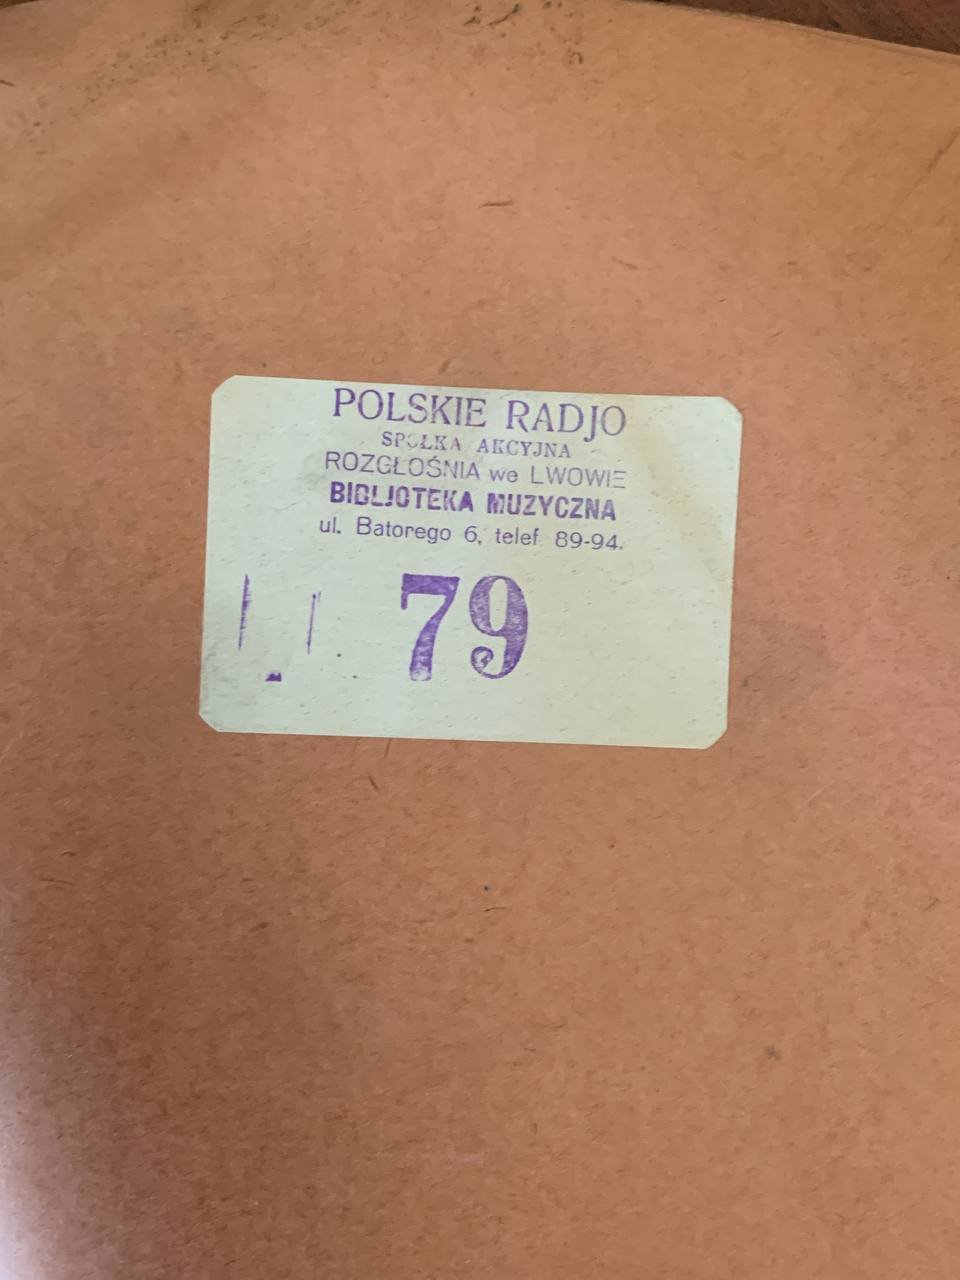 POLSKIE RADJO
SPÓŁKA AKCYJNA
ROZGŁOŚNIA we LWOWIE
BIBLJOTEKA MUZYCZNA
ul. Batorego 6, telef. 89-94.
79